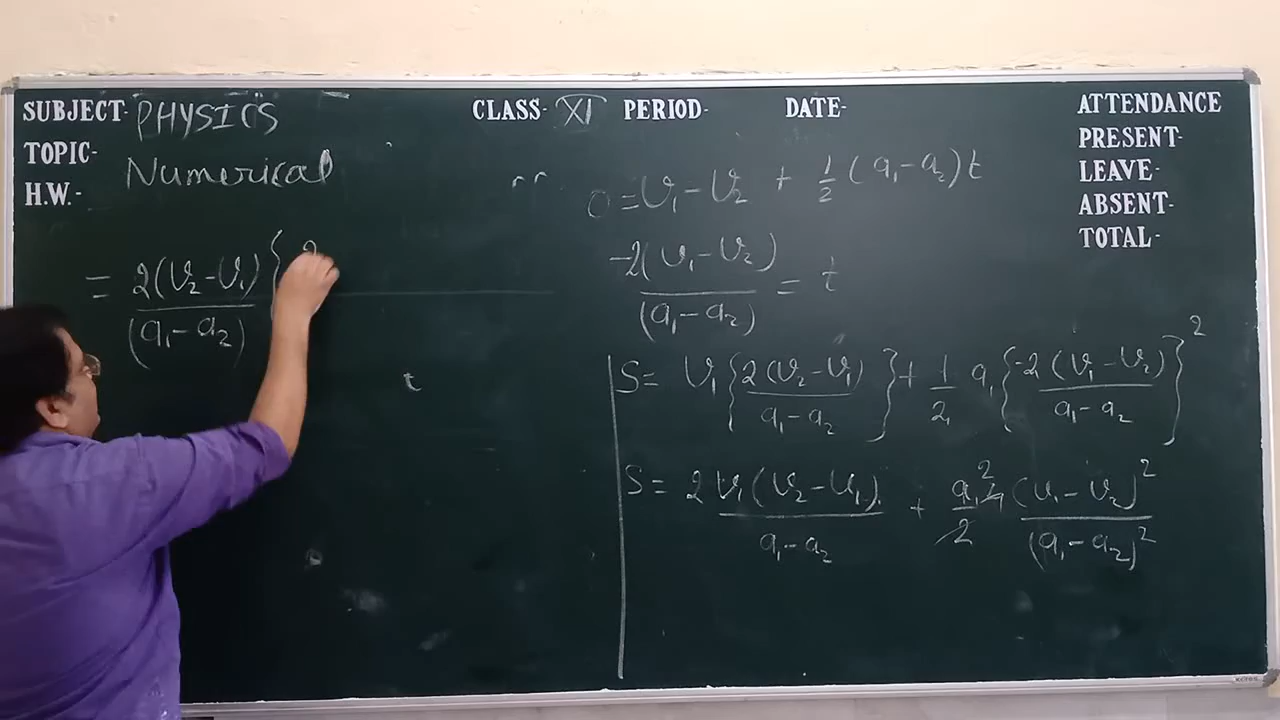 SUBJECT- PHYSICS
CLASS- XI
PERIOD-
DATE-
ATTENDANCE
PRESENT-
LEAVE-
ABSENT-
TOTAL-
TOPIC- Numerical
H.W.-
0 = v₁ - v₂ + 1/2 (a₁ - a₂) t
-2(v₁ - v₂) / (a₁ - a₂) = t
= 2(v₂ - v₁) / (a₁ - a₂) { 2
t
S = v₁ { 2(v₂ - v₁) / a₁ - a₂ } + 1/2 a₁ { -2(v₁ - v₂) / a₁ - a₂ }²
S = 2v₁(v₂ - v₁) / a₁ - a₂ + a₁ 4² / 2 (v₁ - v₂)² / (a₁ - a₂)²